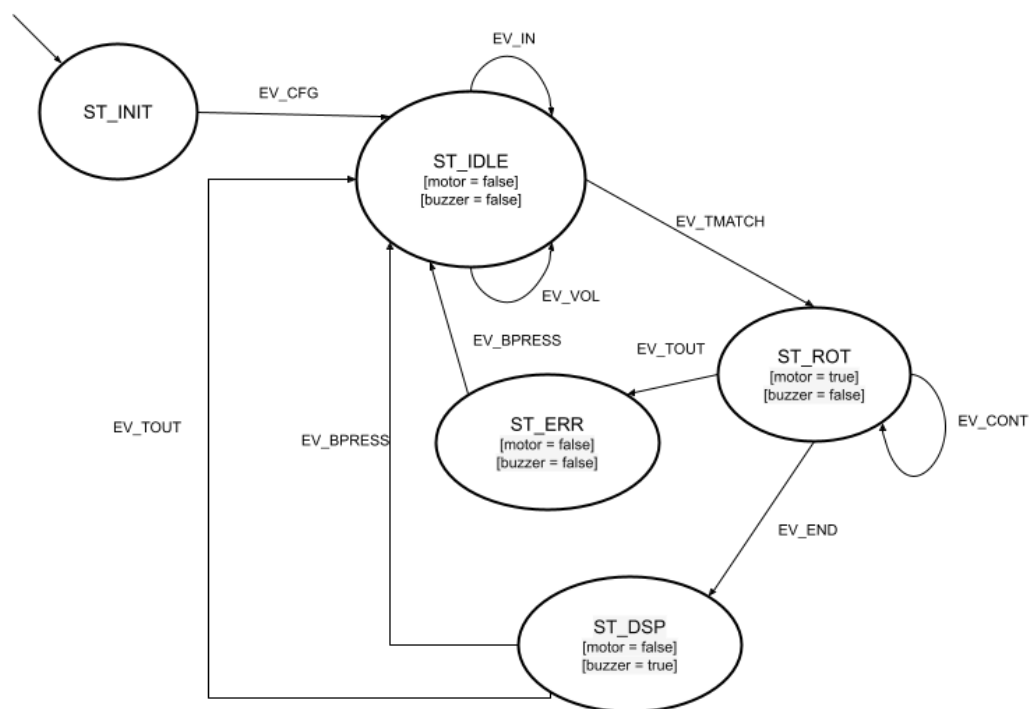 EV_IN
EV_CFG
ST_INIT
ST_IDLE
[motor = false]
[buzzer = false]
EV_TMATCH
EV_VOL
EV_BPRESS
EV_TOUT
ST_ROT
[motor = true]
[buzzer = false]
EV_CONT
ST_ERR
[motor = false]
[buzzer = false]
EV_TOUT
EV_BPRESS
EV_END
ST_DSP
[motor = false]
[buzzer = true]